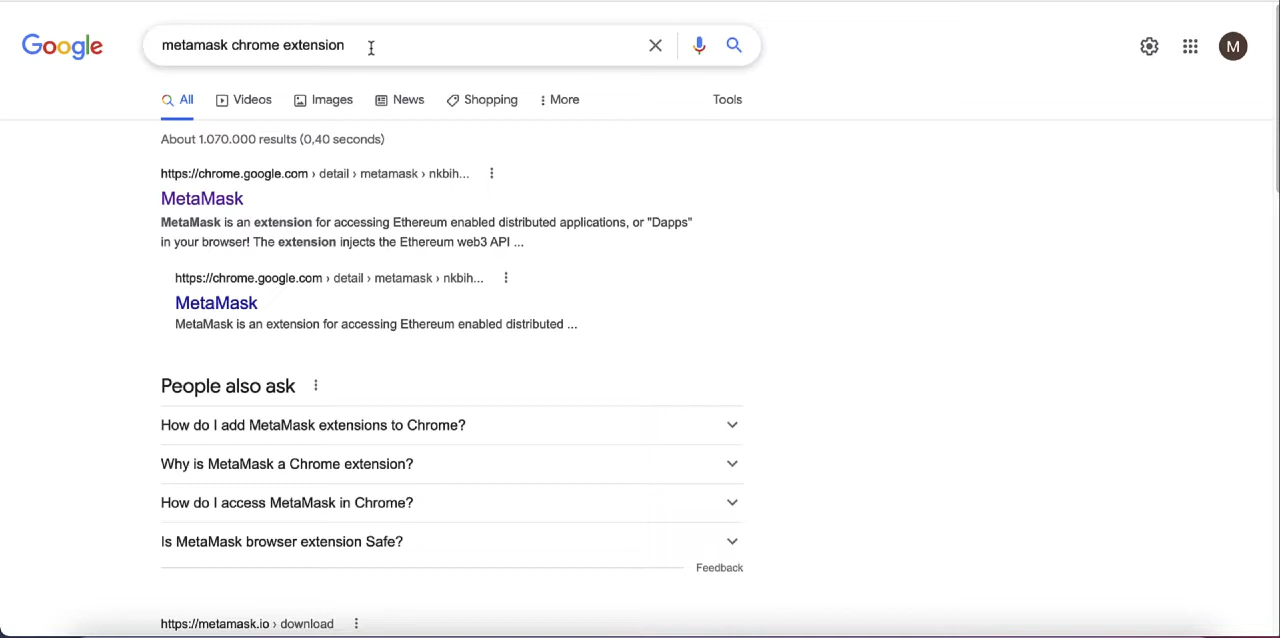 Google
metamask chrome extension
M
All Videos Images News Shopping More Tools
About 1.070.000 results (0,40 seconds)
https://chrome.google.com › detail › metamask › nkbih...
MetaMask
MetaMask is an extension for accessing Ethereum enabled distributed applications, or "Dapps"
in your browser! The extension injects the Ethereum web3 API ...
https://chrome.google.com › detail › metamask › nkbih...
MetaMask
MetaMask is an extension for accessing Ethereum enabled distributed ...
People also ask
How do I add MetaMask extensions to Chrome?
Why is MetaMask a Chrome extension?
How do I access MetaMask in Chrome?
Is MetaMask browser extension Safe?
Feedback
https://metamask.io › download